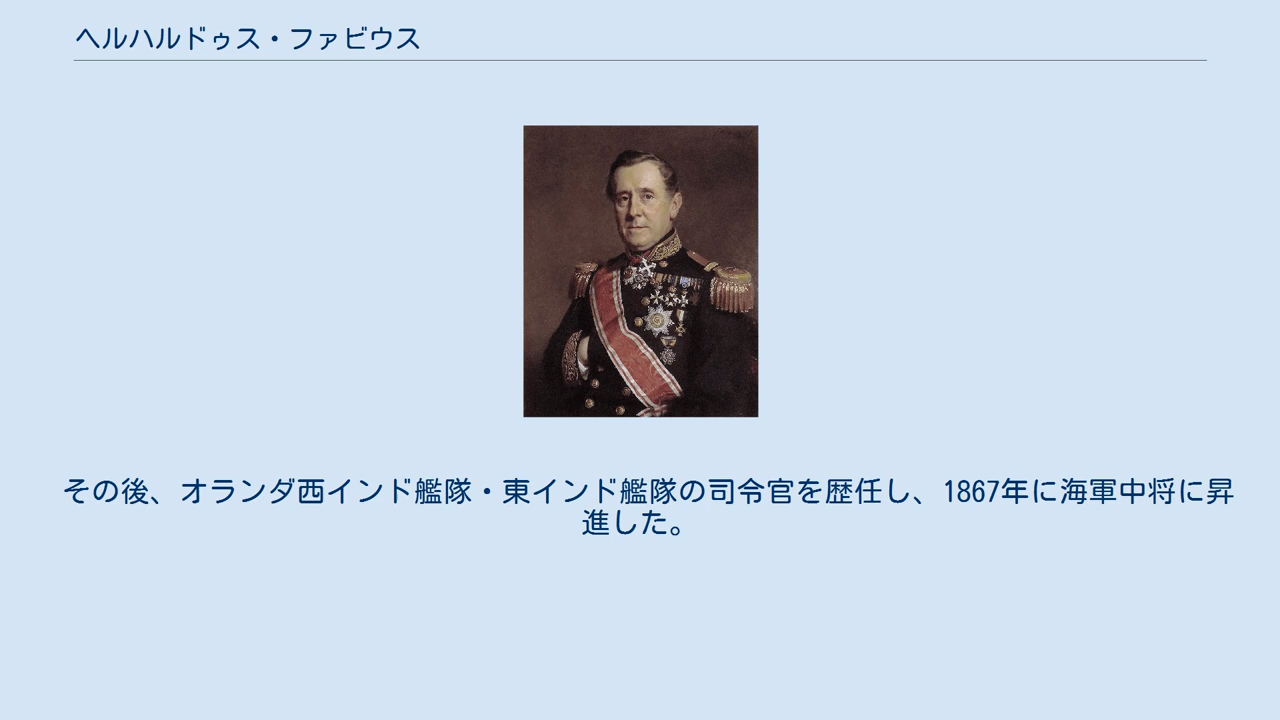 ヘルハルドゥス・ファビウス
その後、オランダ西インド艦隊・東インド艦隊の司令官を歴任し、1867年に海軍中将に昇
進した。